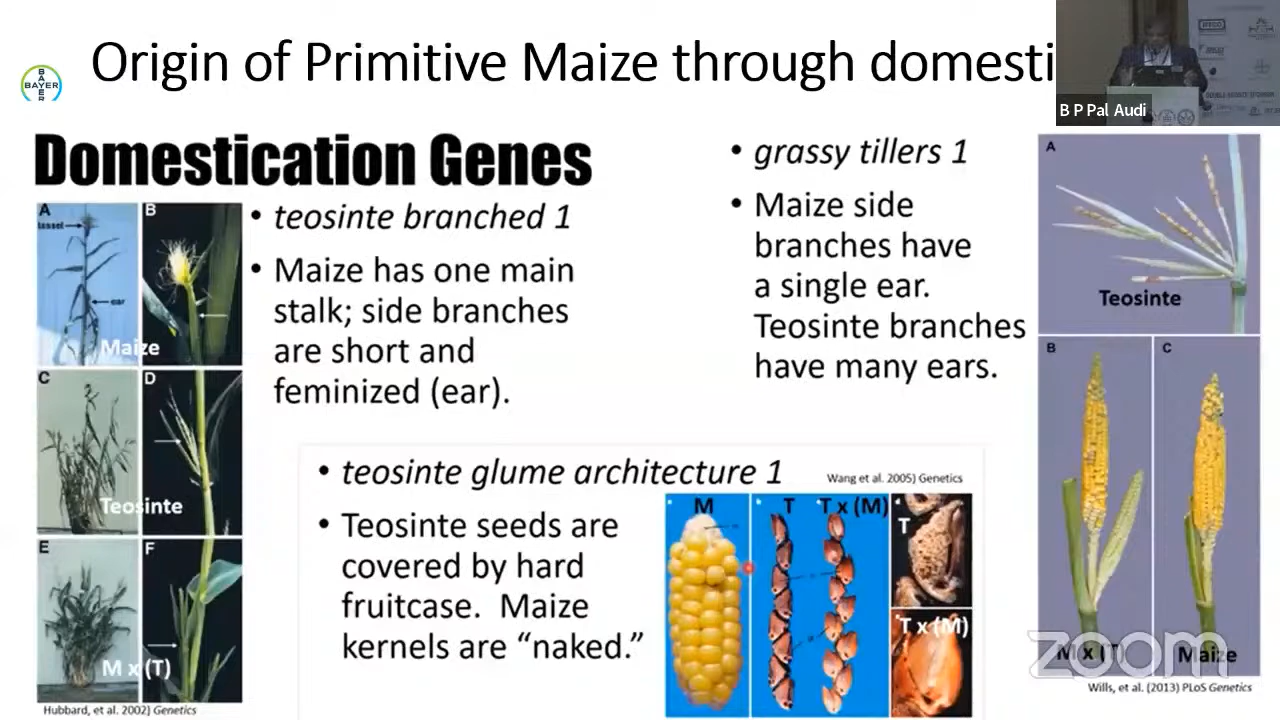 Origin of Primitive Maize through domesti
BAYER
BAYER
B P Pal Audi
IFFCO
Domestication Genes
• teosinte branched 1
• Maize has one main
stalk; side branches
are short and
feminized (ear).
A
tassel
ear
Maize
B
C
Teosinte
D
E
M x (T)
F
Hubbard, et al. 2002) Genetics
• grassy tillers 1
• Maize side
branches have
a single ear.
Teosinte branches
have many ears.
A
Teosinte
B
M x (T)
C
Maize
zoom
Wills, et al. (2013) PLoS Genetics
• teosinte glume architecture 1
Wang et al. 2005) Genetics
• Teosinte seeds are
covered by hard
fruitcase. Maize
kernels are “naked.”
M
T
T x (M)
T
T x (M)